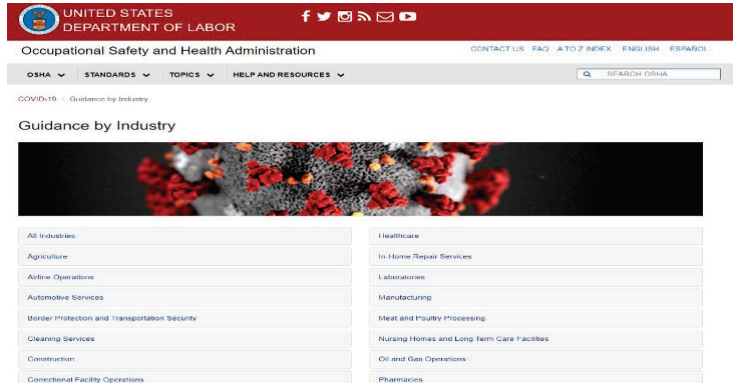 UNITED STATES
DEPARTMENT OF LABOR
Occupational Safety and Health Administration
CONTACT US FAQ A TO Z INDEX ENGLISH ESPAÑOL
OSHA STANDARDS TOPICS HELP AND RESOURCES
SEARCH OSHA
COVID-19 / Guidance by Industry
Guidance by Industry
All Industries
Agriculture
Airline Operations
Automotive Services
Border Protection and Transportation Security
Cleaning Services
Construction
Correctional Facility Operations
Healthcare
In-Home Repair Services
Laboratories
Manufacturing
Meat and Poultry Processing
Nursing Homes and Long Term Care Facilities
Oil and Gas Operations
Pharmacies